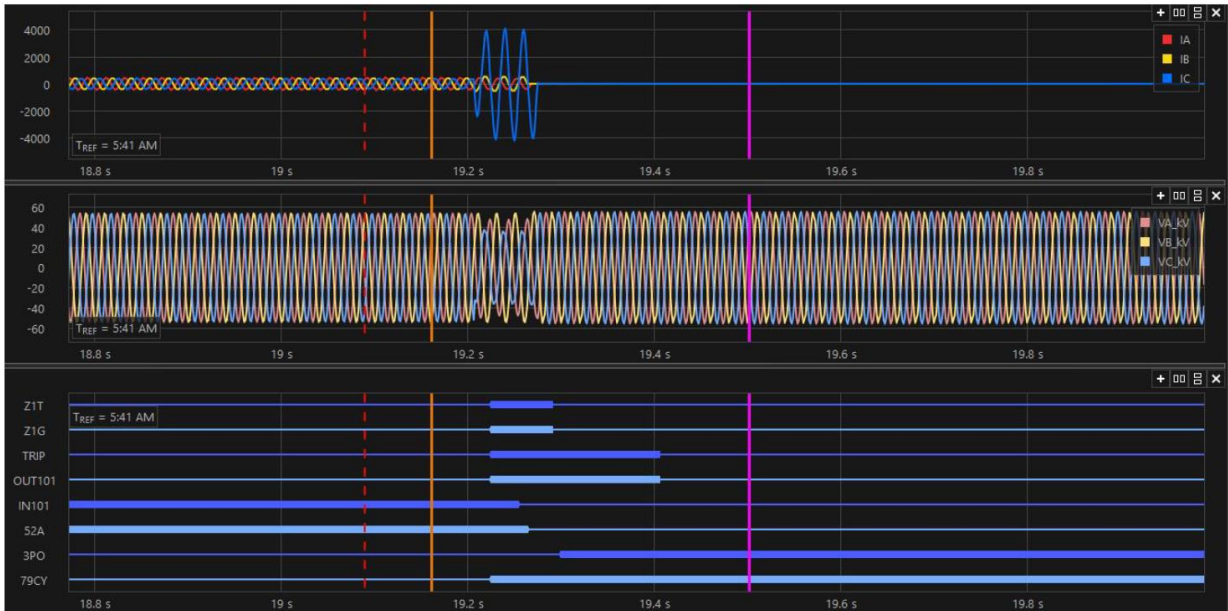 4000
2000
0
-2000
-4000
IA
IB
IC
TREF = 5:41 AM
18.8 s 19 s 19.2 s 19.4 s 19.6 s 19.8 s
60
40
20
0
-20
-40
-60
VA_kV
VB_kV
VC_kV
TREF = 5:41 AM
18.8 s 19 s 19.2 s 19.4 s 19.6 s 19.8 s
Z1T
TREF = 5:41 AM
Z1G
TRIP
OUT101
IN101
52A
3PO
79CY
18.8 s 19 s 19.2 s 19.4 s 19.6 s 19.8 s